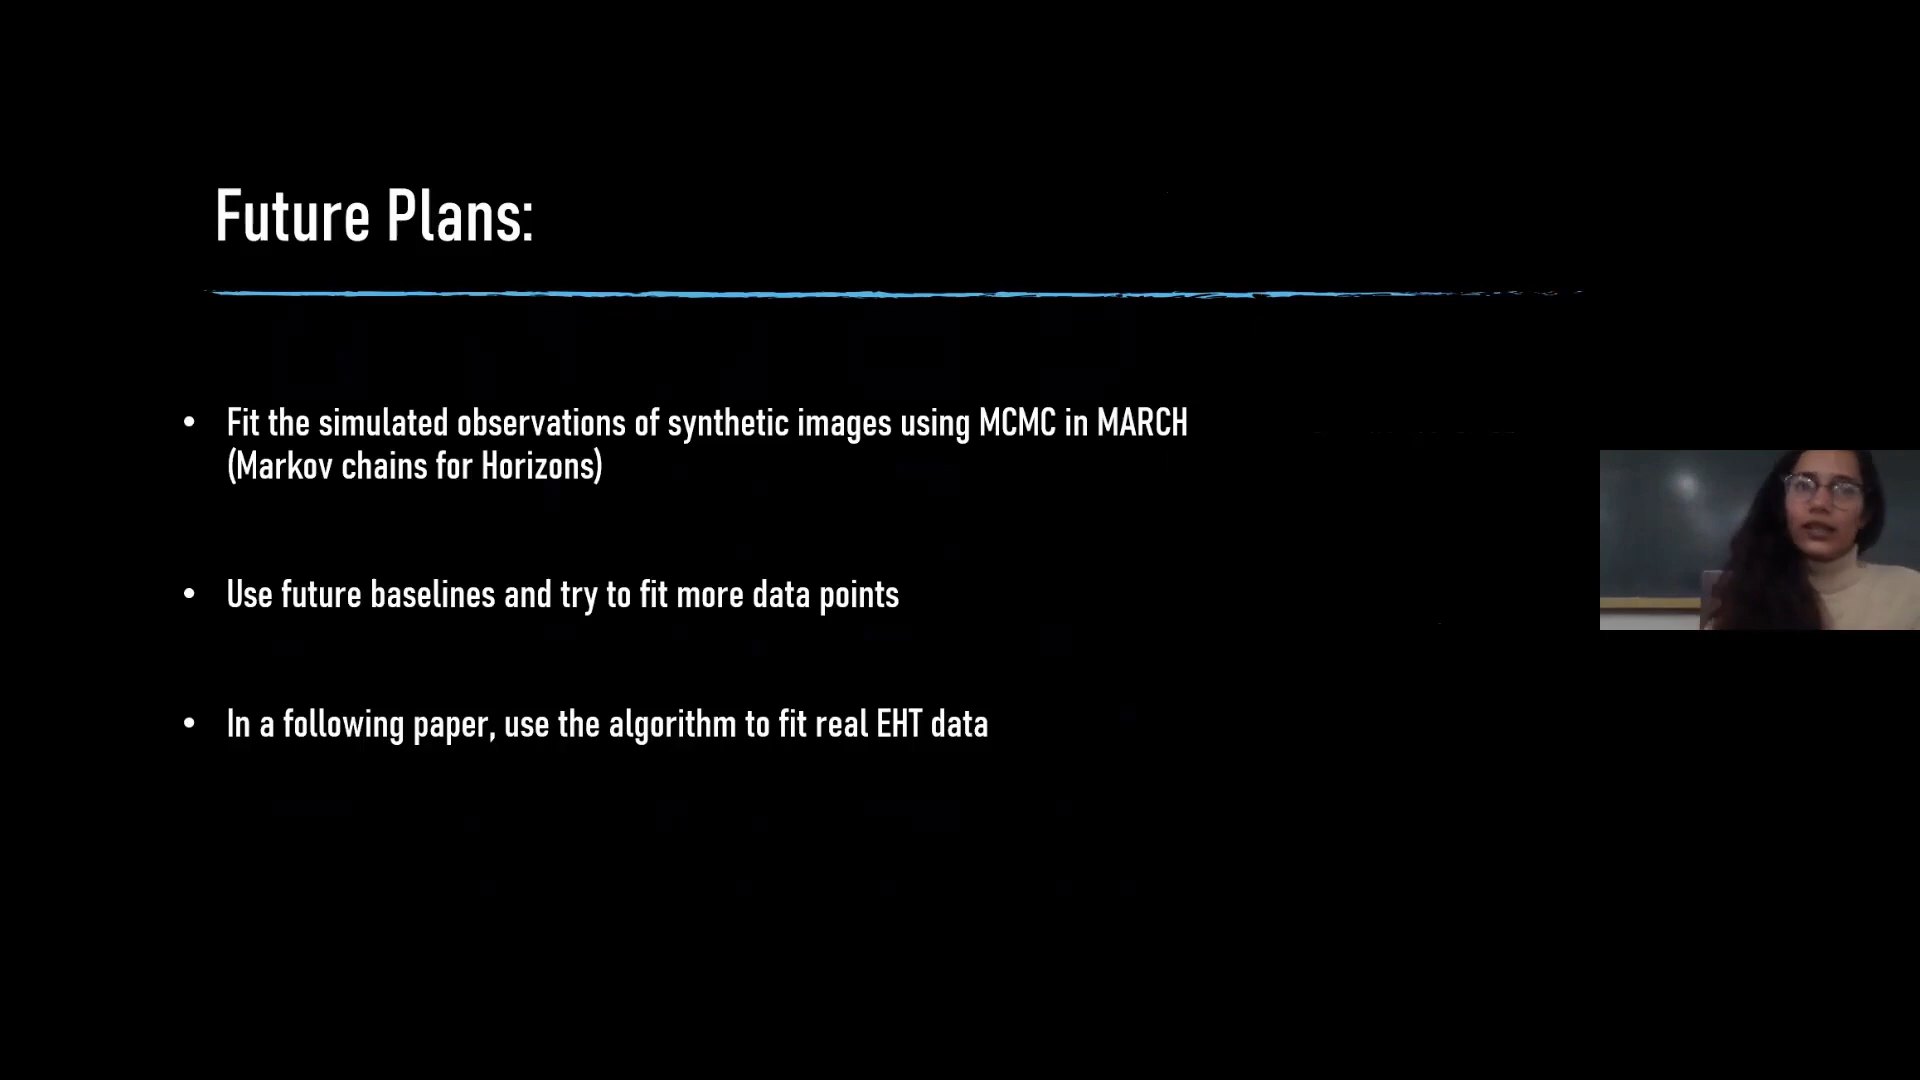 Future Plans:
• Fit the simulated observations of synthetic images using MCMC in MARCH
(Markov chains for Horizons)
• Use future baselines and try to fit more data points
• In a following paper, use the algorithm to fit real EHT data